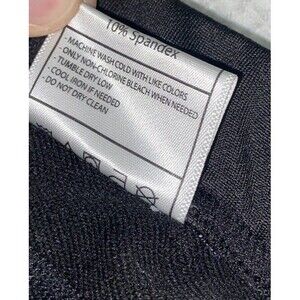 10% Spandex
- MACHINE WASH COLD WITH LIKE COLORS
- ONLY NON-CHLORINE BLEACH WHEN NEEDED
- TUMBLE DRY LOW
COOL IRON IF NEEDED
- DO NOT DRY CLEAN